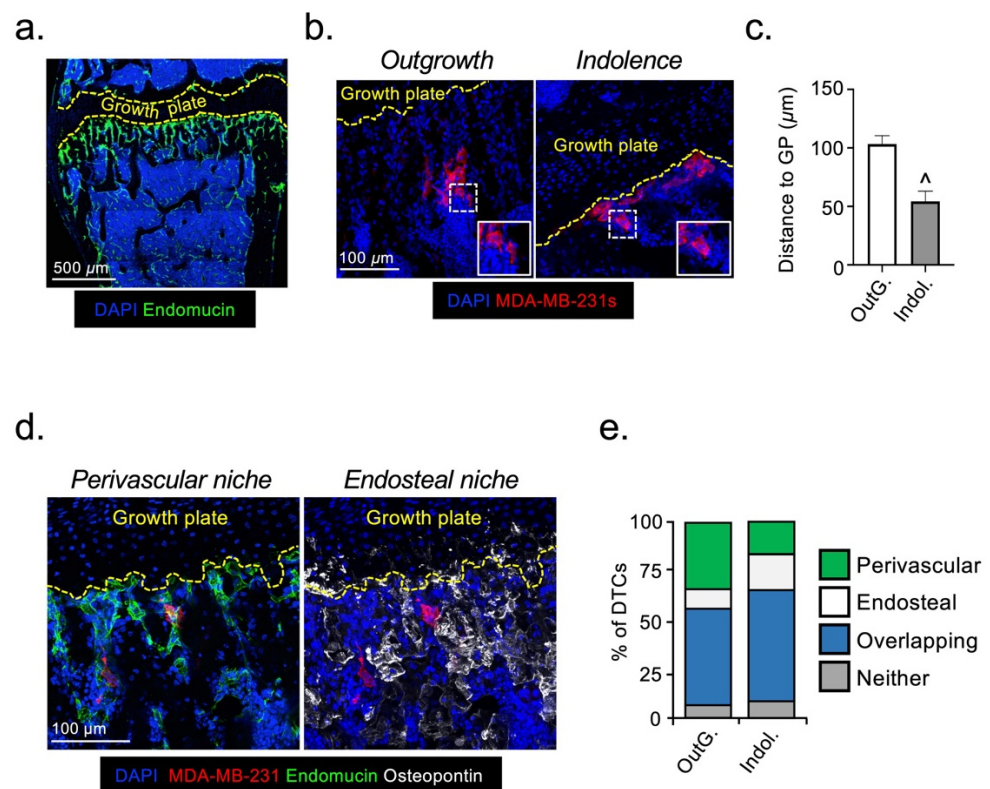 a.
Growth plate
500 µm
DAPI Endomucin
b.
Outgrowth
Indolence
Growth plate
Growth plate
100 µm
DAPI MDA-MB-231s
c.
Distance to GP (µm)
150
100
50
0
^
OutG.
Indol.
d.
Perivascular niche
Endosteal niche
Growth plate
Growth plate
100 µm
DAPI MDA-MB-231 Endomucin Osteopontin
e.
% of DTCs
100
75
50
25
0
OutG.
Indol.
Perivascular
Endosteal
Overlapping
Neither